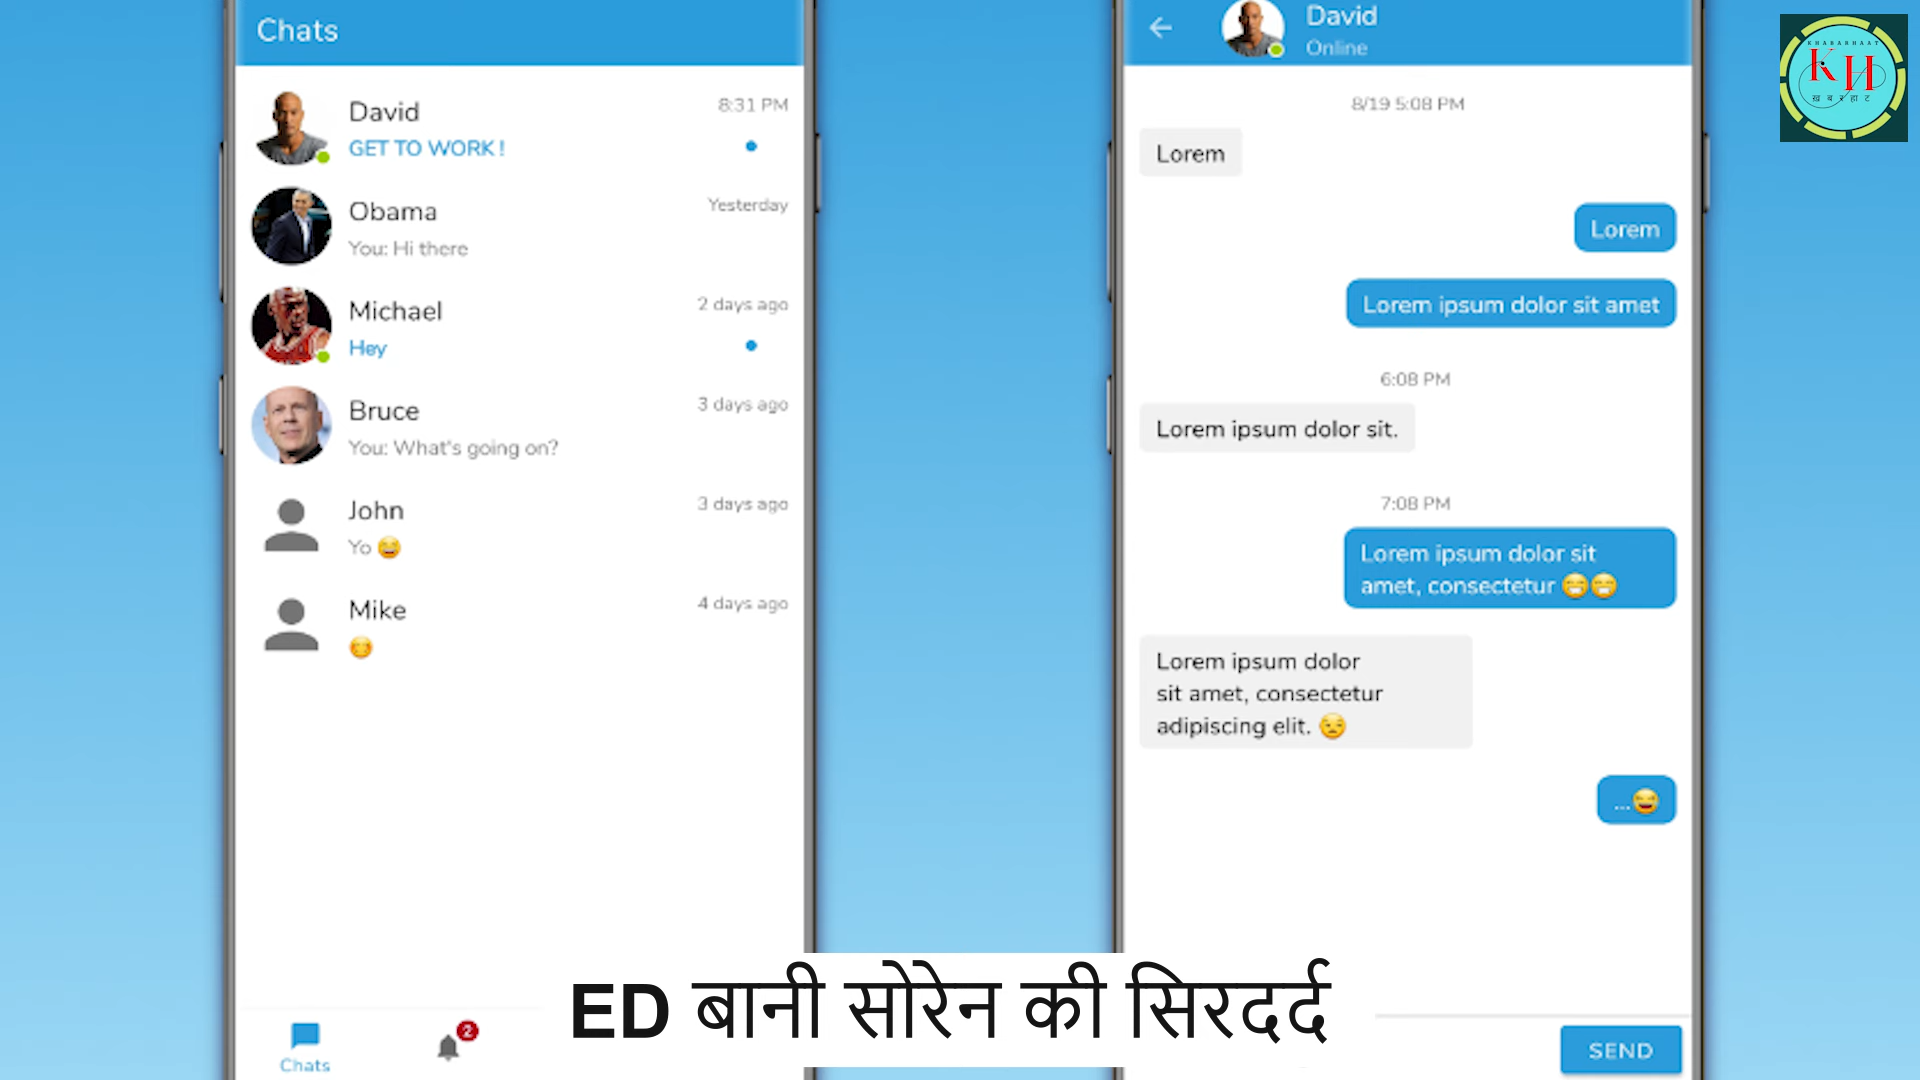 Chats
David
8:31 PM
GET TO WORK !
Obama
Yesterday
You: Hi there
Michael
2 days ago
Hey
Bruce
3 days ago
You: What's going on?
John
3 days ago
Yo 😄
Mike
4 days ago
😊
Chats
2
David
Online
8/19 5:08 PM
Lorem
Lorem
Lorem ipsum dolor sit amet
6:08 PM
Lorem ipsum dolor sit.
7:08 PM
Lorem ipsum dolor sit
amet, consectetur 😁😁
Lorem ipsum dolor
sit amet, consectetur
adipiscing elit. 😒
...😆
SEND
KHABARHAAT
KH
ख़बरहाट
ED बानी सोरेन की सिरदर्द